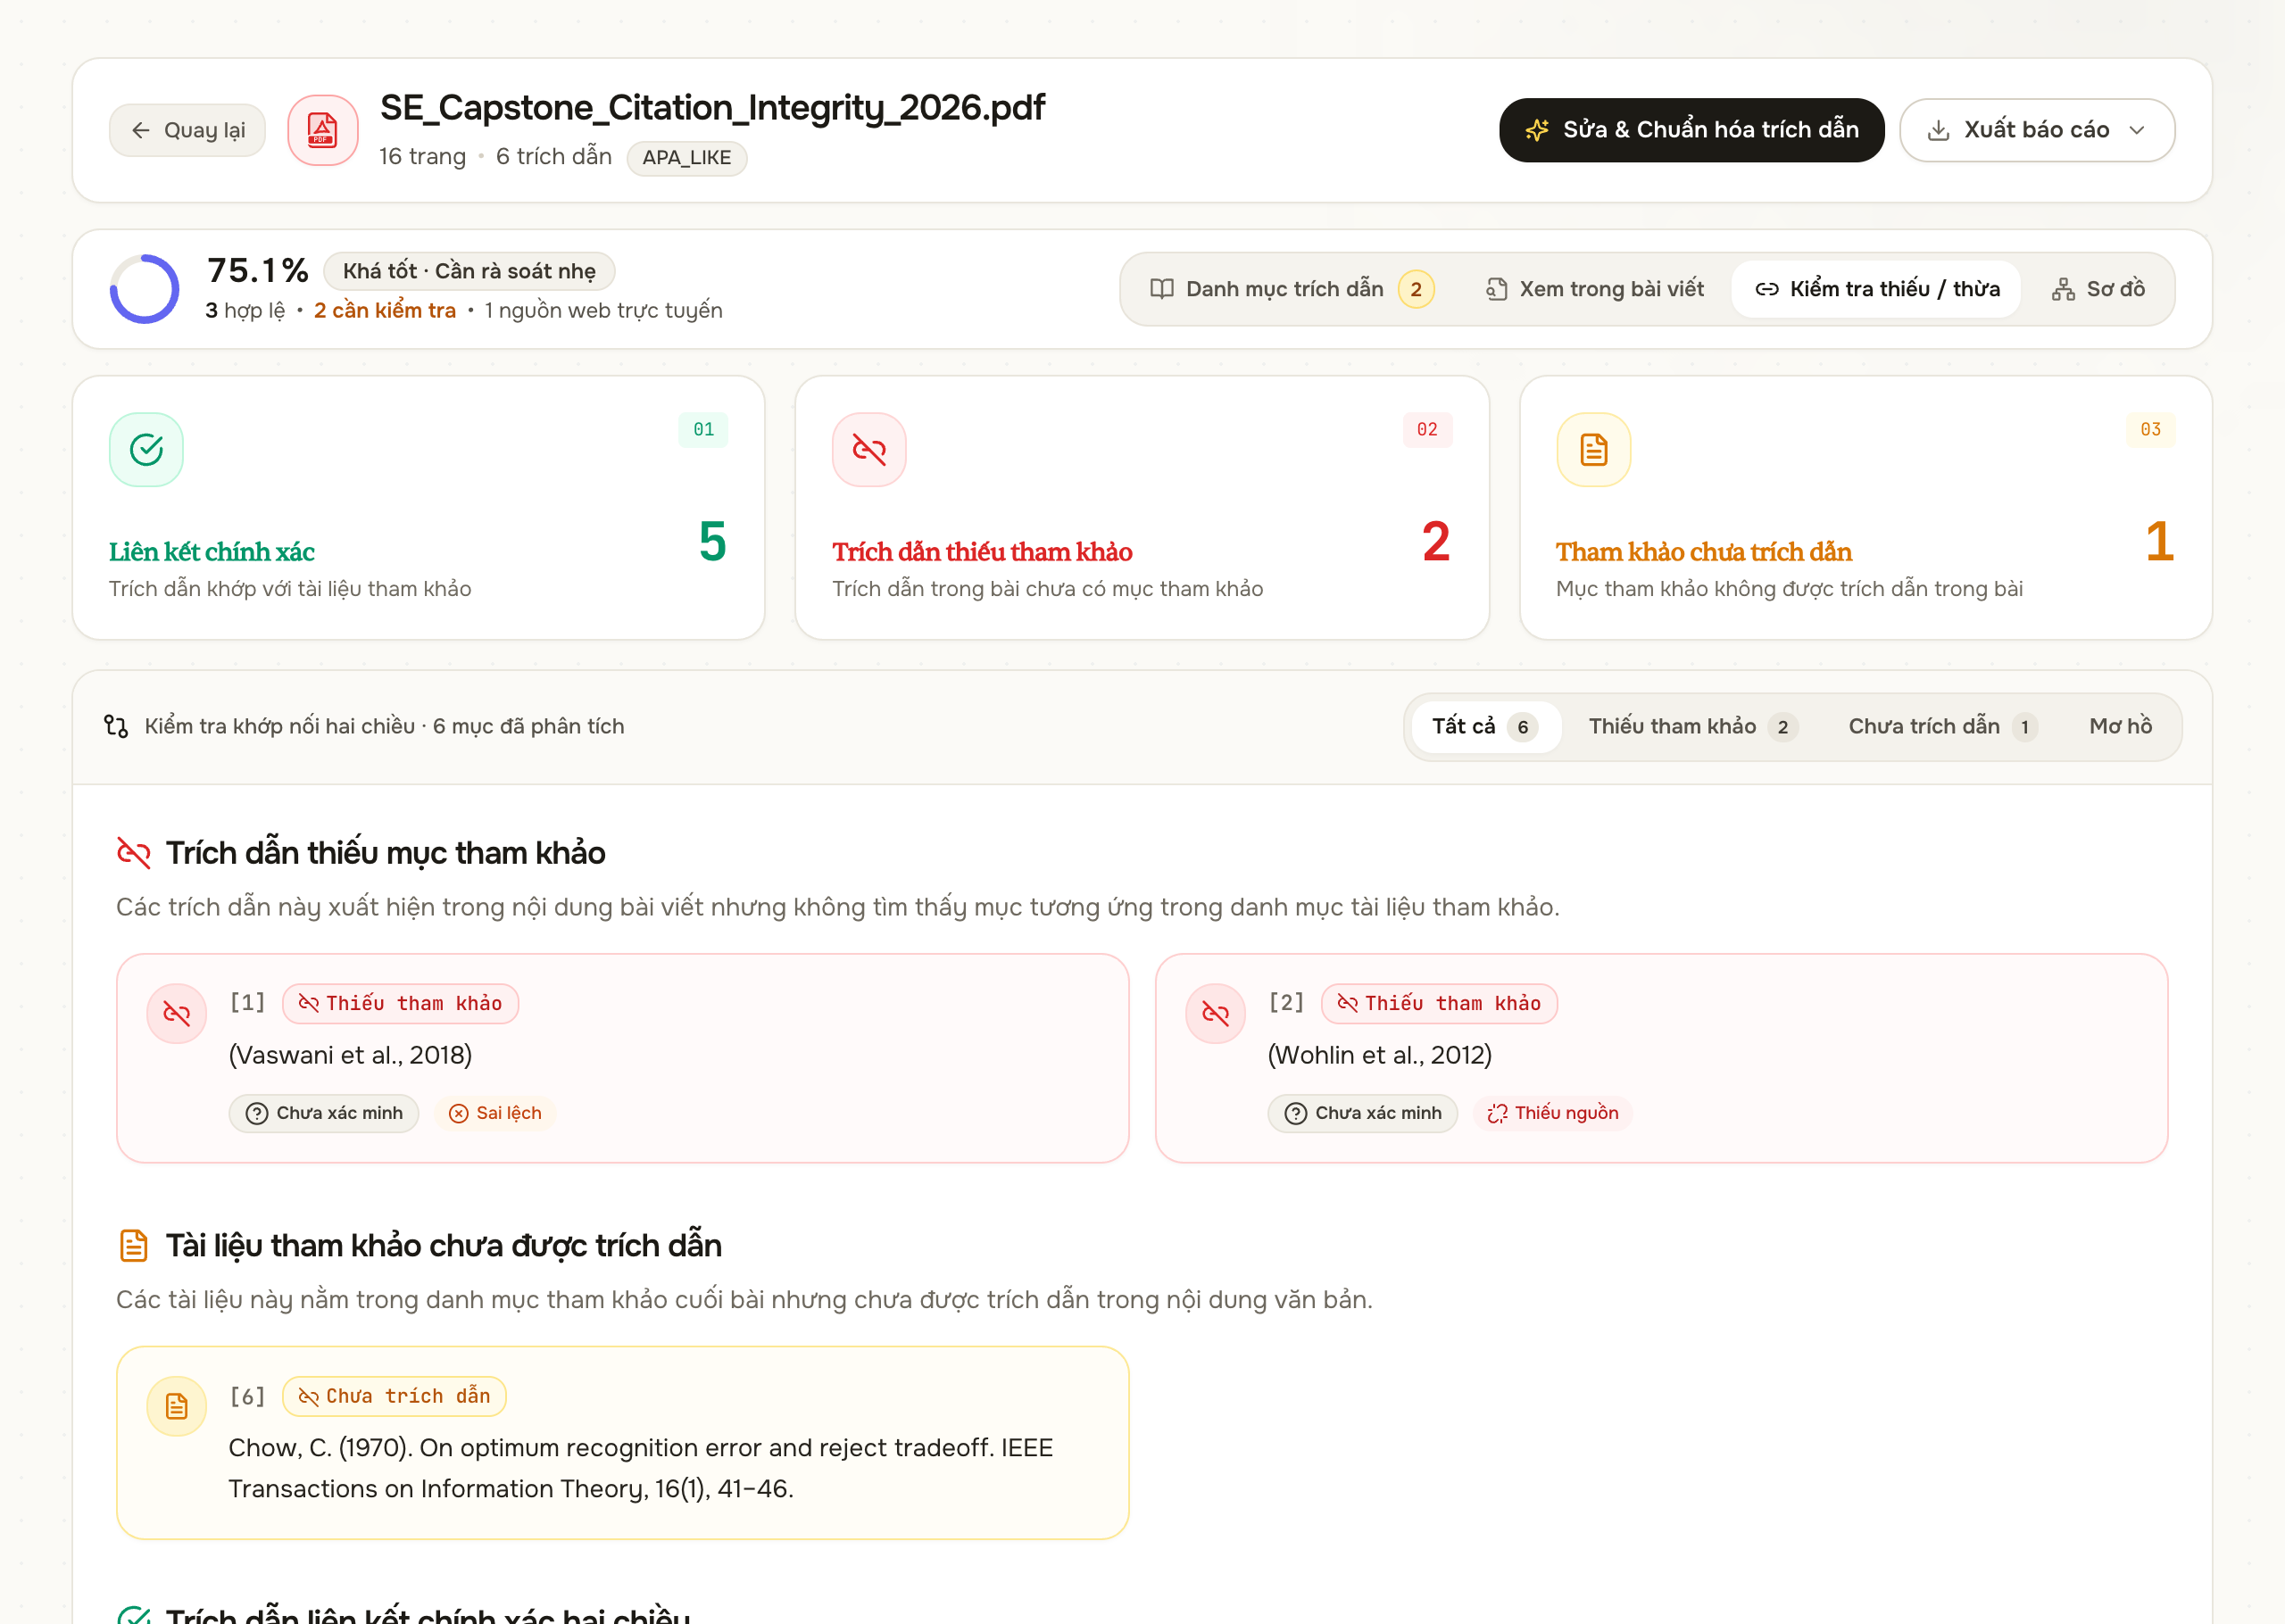 Quay lại
PDF
SE_Capstone_Citation_Integrity_2026.pdf
16 trang • 6 trích dẫn APA_LIKE
Sửa & Chuẩn hóa trích dẫn
Xuất báo cáo
75.1% Khá tốt · Cần rà soát nhẹ
3 hợp lệ • 2 cần kiểm tra • 1 nguồn web trực tuyến
Danh mục trích dẫn 2
Xem trong bài viết
Kiểm tra thiếu / thừa
Sơ đồ
01
Liên kết chính xác
5
Trích dẫn khớp với tài liệu tham khảo
02
Trích dẫn thiếu tham khảo
2
Trích dẫn trong bài chưa có mục tham khảo
03
Tham khảo chưa trích dẫn
1
Mục tham khảo không được trích dẫn trong bài
Kiểm tra khớp nối hai chiều · 6 mục đã phân tích
Tất cả 6
Thiếu tham khảo 2
Chưa trích dẫn 1
Mơ hồ
Trích dẫn thiếu mục tham khảo
Các trích dẫn này xuất hiện trong nội dung bài viết nhưng không tìm thấy mục tương ứng trong danh mục tài liệu tham khảo.
[1] Thiếu tham khảo
(Vaswani et al., 2018)
Chưa xác minh Sai lệch
[2] Thiếu tham khảo
(Wohlin et al., 2012)
Chưa xác minh Thiếu nguồn
Tài liệu tham khảo chưa được trích dẫn
Các tài liệu này nằm trong danh mục tham khảo cuối bài nhưng chưa được trích dẫn trong nội dung văn bản.
[6] Chưa trích dẫn
Chow, C. (1970). On optimum recognition error and reject tradeoff. IEEE
Transactions on Information Theory, 16(1), 41–46.
Trích dẫn liên kết chính xác hai chiều